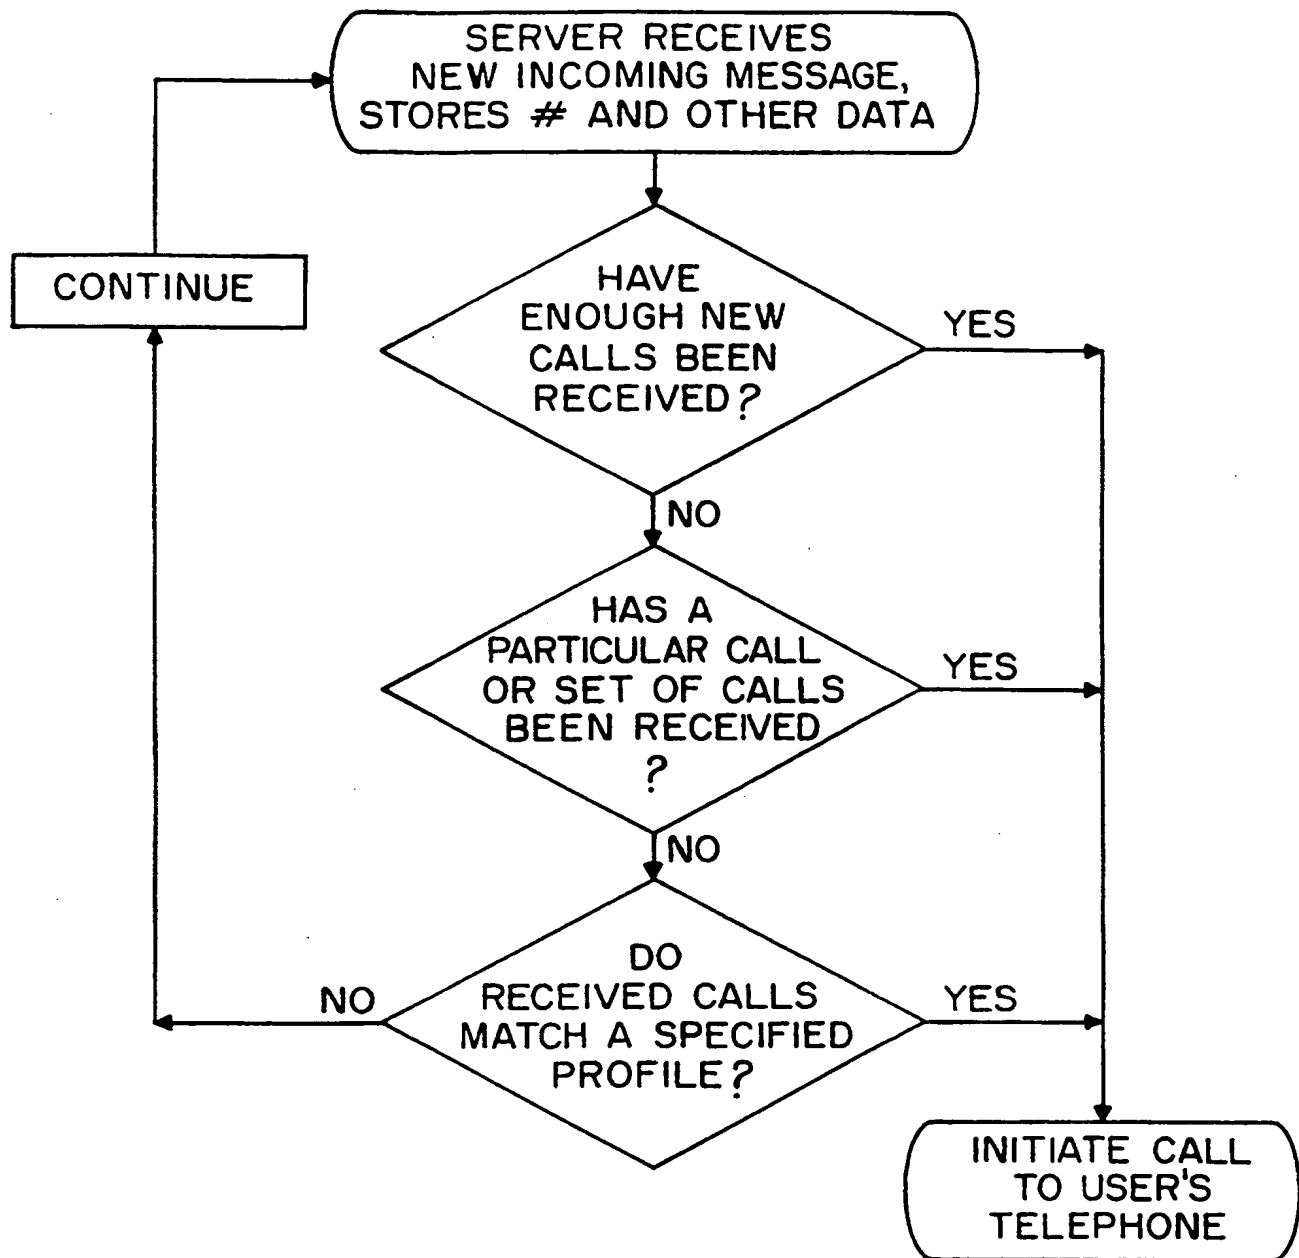 SERVER RECEIVES
NEW INCOMING MESSAGE,
STORES # AND OTHER DATA
CONTINUE
HAVE
ENOUGH NEW
CALLS BEEN
RECEIVED?
YES
NO
HAS A
PARTICULAR CALL
OR SET OF CALLS
BEEN RECEIVED
?
YES
NO
DO
RECEIVED CALLS
MATCH A SPECIFIED
PROFILE?
NO
YES
INITIATE CALL
TO USER'S
TELEPHONE